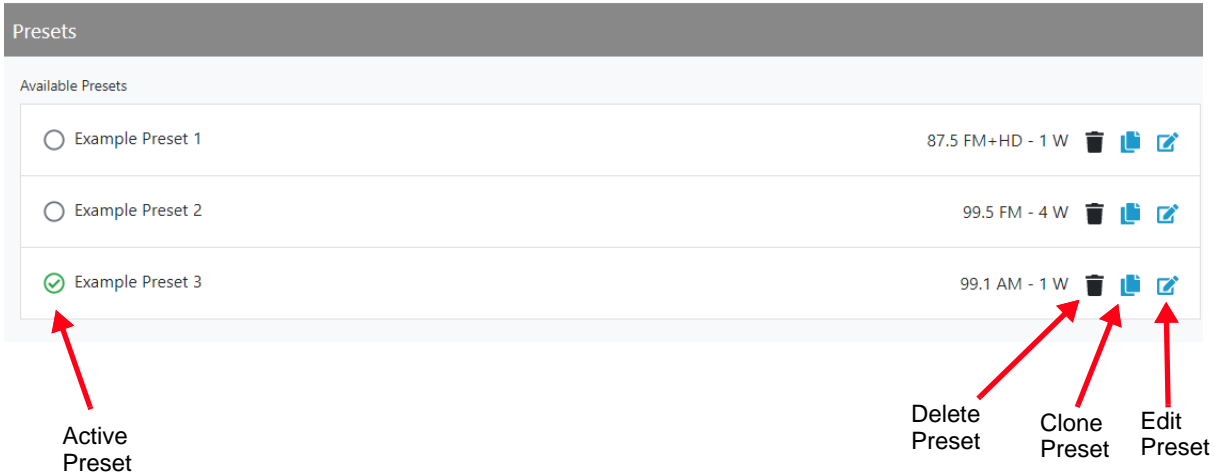 Presets
Available Presets
Example Preset 1 87.5 FM+HD - 1 W
Example Preset 2 99.5 FM - 4 W
Example Preset 3 99.1 AM - 1 W
Active
Preset
Delete
Preset
Clone
Preset
Edit
Preset